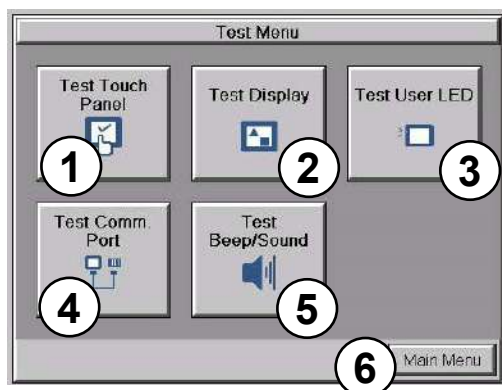 Test Menu
Test Touch
Panel
Test Display
Test User LED
1
2
3
Test Comm.
Port
Test
Beep/Sound
4
5
6
Main Menu